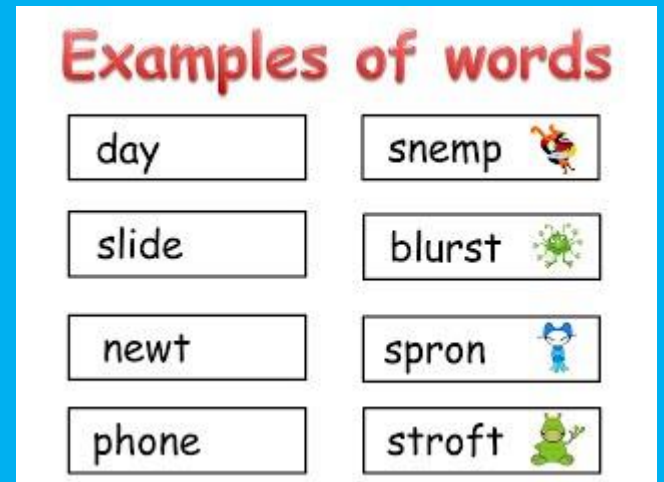 Examples of words
day snemp
slide blurst
newt spron
phone stroft